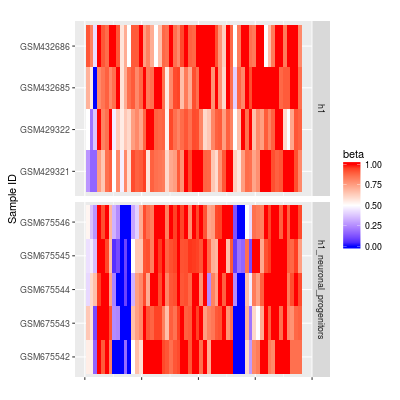 GSM432686
GSM432685
GSM429322
GSM429321
h1
GSM675546
GSM675545
GSM675544
GSM675543
GSM675542
h1_neuronal_progenitors
Sample ID
beta
1.00
0.75
0.50
0.25
0.00